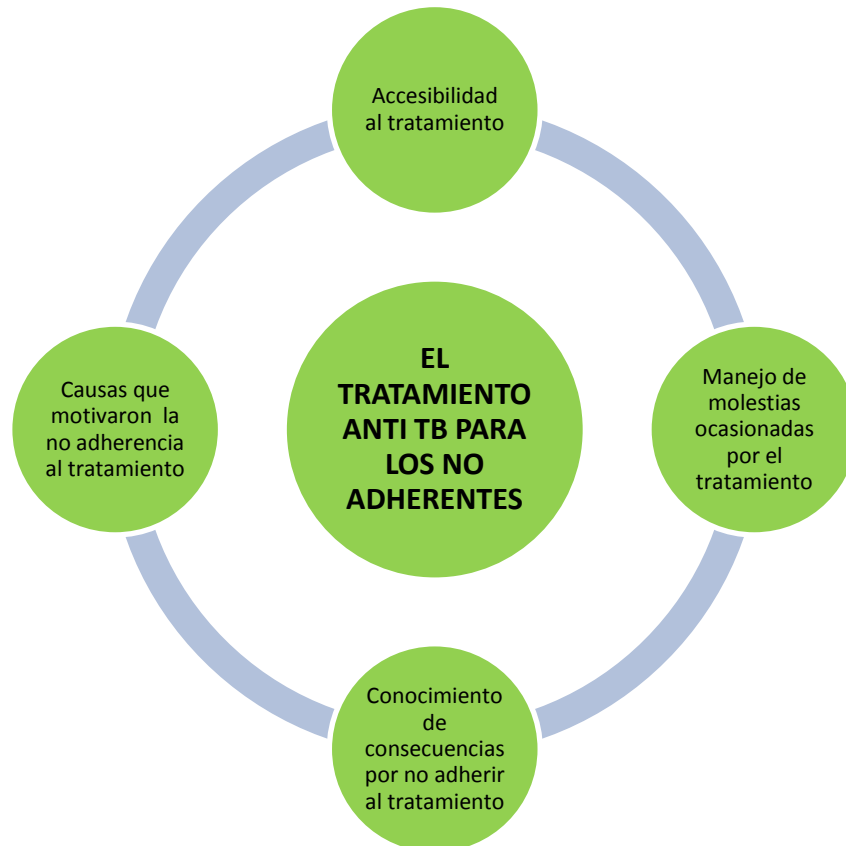 Accesibilidad
al tratamiento
EL
TRATAMIENTO
ANTI TB PARA
LOS NO
ADHERENTES
Causas que
motivaron la
no adherencia
al tratamiento
Manejo de
molestias
ocasionadas
por el
tratamiento
Conocimiento
de
consecuencias
por no adherir
al tratamiento